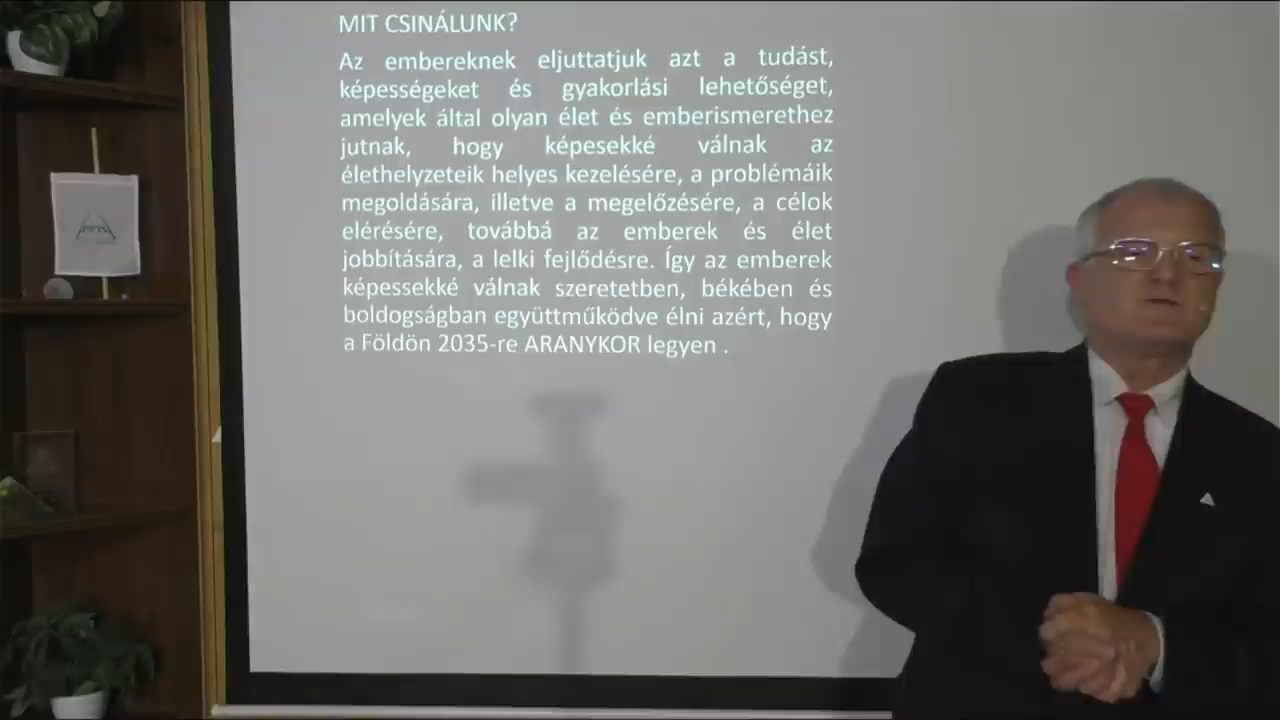 MIT CSINÁLUNK?
Az embereknek eljuttatjuk azt a tudást,
képességeket és gyakorlási lehetőséget,
amelyek által olyan élet és emberismerethez
jutnak, hogy képesekké válnak az
élethelyzeteik helyes kezelésére, a problémáik
megoldására, illetve a megelőzésére, a célok
elérésére, továbbá az emberek és élet
jobbítására, a lelki fejlődésre. Így az emberek
képessekké válnak szeretetben, békében és
boldogságban együttműködve élni azért, hogy
a Földön 2035-re ARANYKOR legyen .